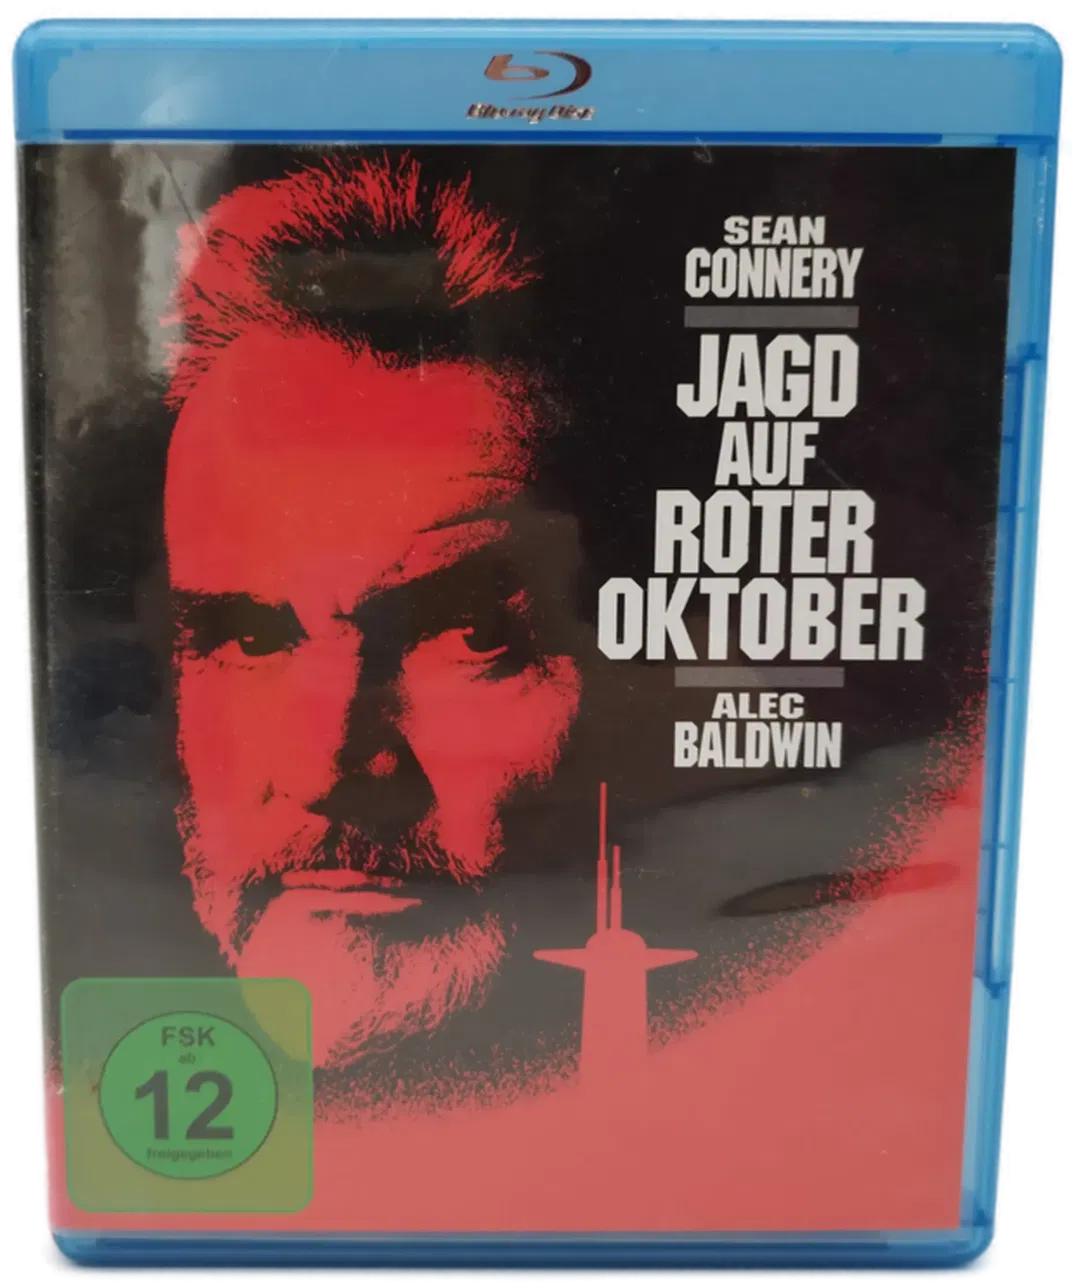 Blu-ray Disc
SEAN
CONNERY
JAGD
AUF
ROTER
OKTOBER
ALEC
BALDWIN
FSK
ab
12
freigegeben